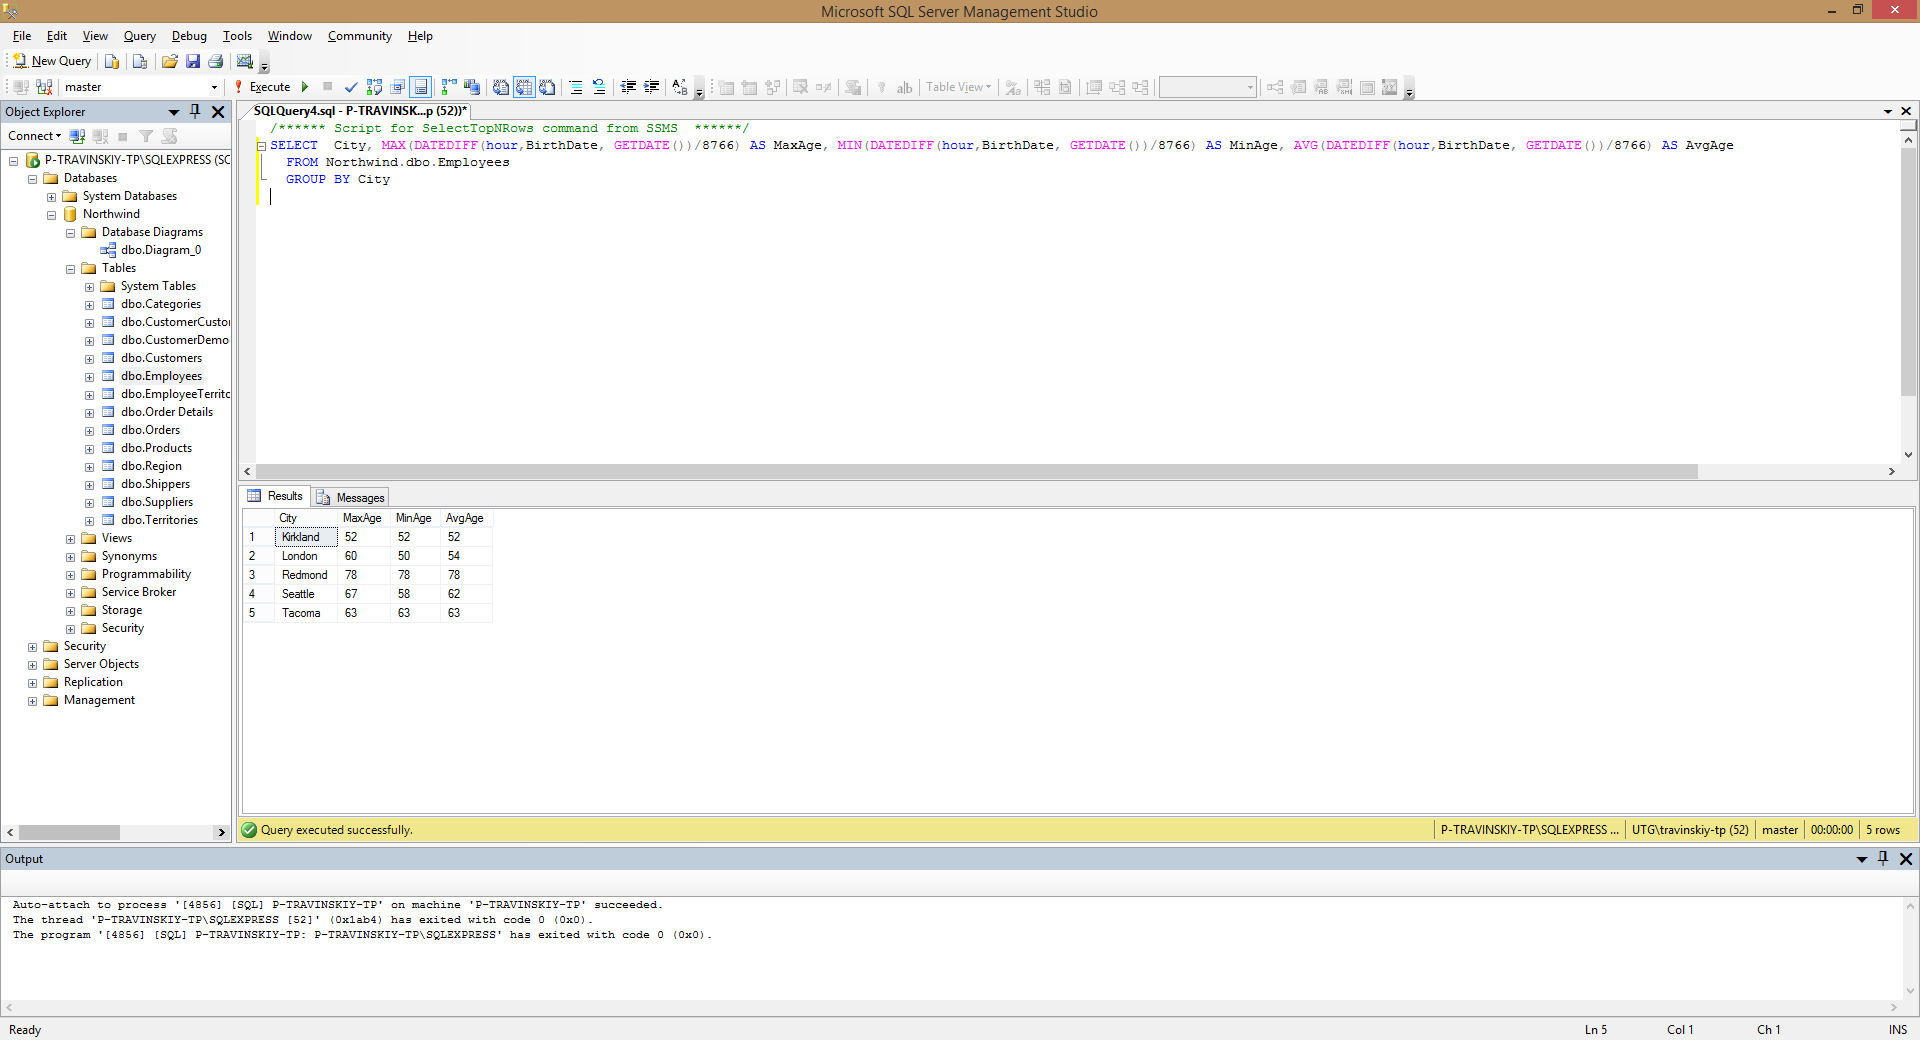 Microsoft SQL Server Management Studio
File Edit View Query Debug Tools Window Community Help
New Query
master Execute Table View
Object Explorer
Connect
P-TRAVINSKIY-TP\SQLEXPRESS (SC
Databases
System Databases
Northwind
Database Diagrams
dbo.Diagram_0
Tables
System Tables
dbo.Categories
dbo.CustomerCustor
dbo.CustomerDemo
dbo.Customers
dbo.Employees
dbo.EmployeeTerritc
dbo.Order Details
dbo.Orders
dbo.Products
dbo.Region
dbo.Shippers
dbo.Suppliers
dbo.Territories
Views
Synonyms
Programmability
Service Broker
Storage
Security
Security
Server Objects
Replication
Management
SQLQuery4.sql - P-TRAVINSK...p (52))*
/****** Script for SelectTopNRows command from SSMS  ******/
SELECT  City, MAX(DATEDIFF(hour,BirthDate, GETDATE())/8766) AS MaxAge, MIN(DATEDIFF(hour,BirthDate, GETDATE())/8766) AS MinAge, AVG(DATEDIFF(hour,BirthDate, GETDATE())/8766) AS AvgAge
FROM Northwind.dbo.Employees
GROUP BY City
Results Messages
City MaxAge MinAge AvgAge
1 Kirkland 52 52 52
2 London 60 50 54
3 Redmond 78 78 78
4 Seattle 67 58 62
5 Tacoma 63 63 63
Query executed successfully. P-TRAVINSKIY-TP\SQLEXPRESS ... UTG\travinskiy-tp (52) master 00:00:00 5 rows
Output
Auto-attach to process '[4856] [SQL] P-TRAVINSKIY-TP' on machine 'P-TRAVINSKIY-TP' succeeded.
The thread 'P-TRAVINSKIY-TP\SQLEXPRESS [52]' (0x1ab4) has exited with code 0 (0x0).
The program '[4856] [SQL] P-TRAVINSKIY-TP: P-TRAVINSKIY-TP\SQLEXPRESS' has exited with code 0 (0x0).
Ready Ln 5 Col 1 Ch 1 INS